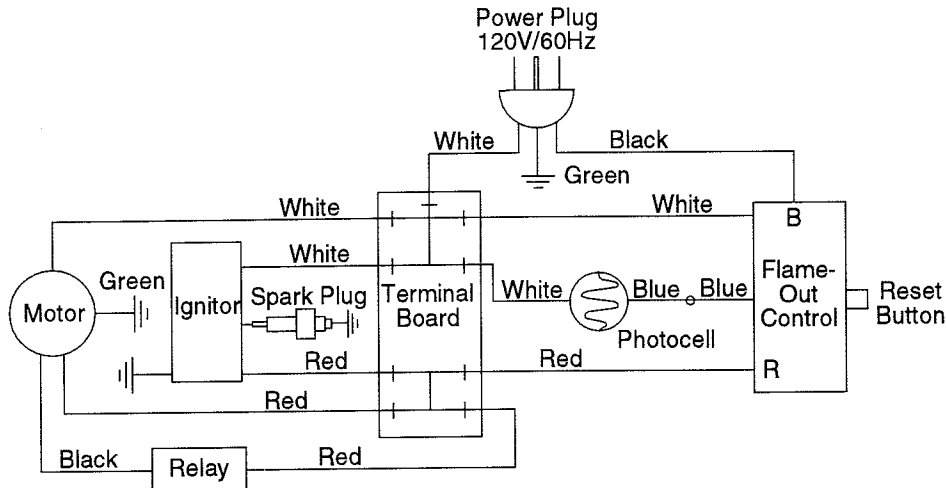 Power Plug
120V/60Hz
White
Black
Green
White
White
B
White
Green
Ignitor
Spark Plug
Terminal
Board
White
Blue
Blue
Flame-
Out
Control
Reset
Button
Motor
Photocell
Red
Red
R
Red
Black
Relay
Red